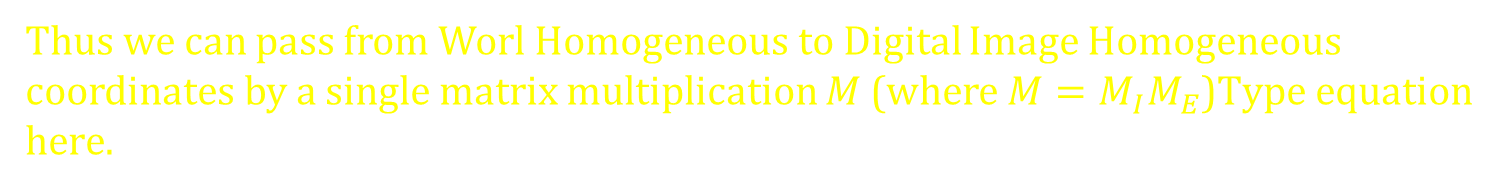 Thus we can pass from Worl Homogeneous to Digital Image Homogeneous
coordinates by a single matrix multiplication M (where M = M_I M_E)Type equation
here.